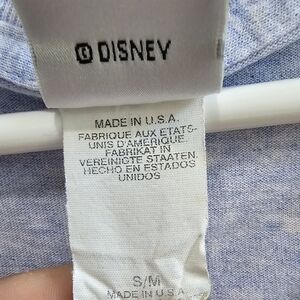 © DISNEY
MADE IN U.S.A.
FABRIQUE AUX ETATS-
UNIS D'AMERIQUE.
FABRIKAT IN
VEREINIGTE STAATEN.
HECHO EN ESTADOS
UNIDOS
S/M
MADE IN U.S.A.